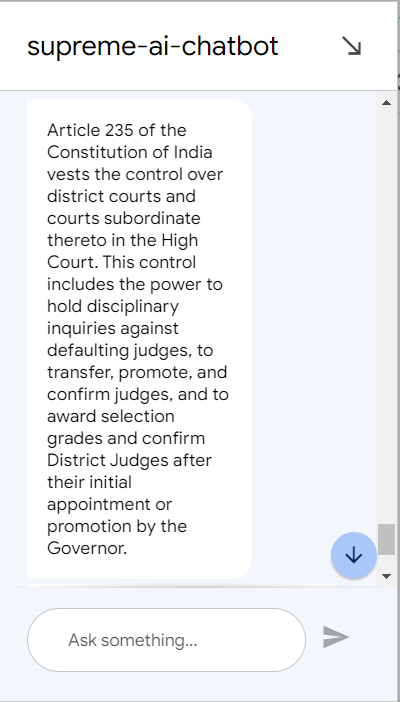 supreme-ai-chatbot
Article 235 of the
Constitution of India
vests the control over
district courts and
courts subordinate
thereto in the High
Court. This control
includes the power to
hold disciplinary
inquiries against
defaulting judges, to
transfer, promote, and
confirm judges, and to
award selection
grades and confirm
District Judges after
their initial
appointment or
promotion by the
Governor.
Ask something...